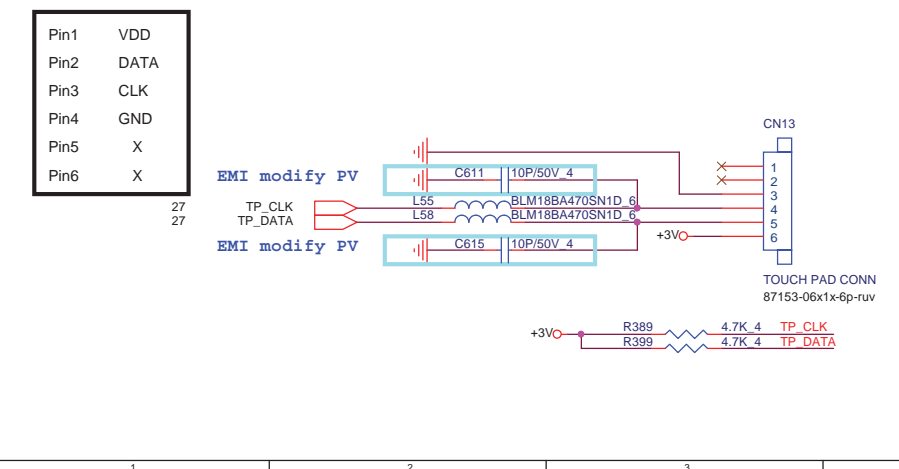 Pin1 VDD
Pin2 DATA
Pin3 CLK
Pin4 GND
Pin5 X
Pin6 X
CN13
EMI modify PV
C611 10P/50V_4
1
2
3
4
5
6
27 TP_CLK L55 BLM18BA470SN1D_6
27 TP_DATA L58 BLM18BA470SN1D_6
+3V
EMI modify PV
C615 10P/50V_4
TOUCH PAD CONN
87153-06x1x-6p-ruv
+3V
R389 4.7K_4 TP_CLK
R399 4.7K_4 TP_DATA
1 2 3